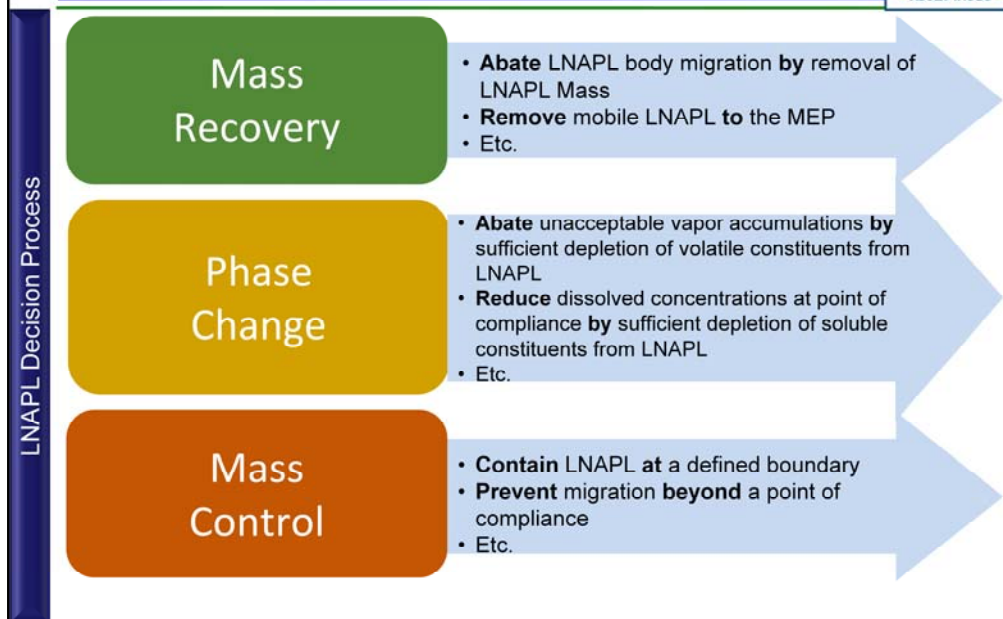 LNAPL Decision Process
Mass
Recovery
• Abate LNAPL body migration by removal of
LNAPL Mass
• Remove mobile LNAPL to the MEP
• Etc.
Phase
Change
• Abate unacceptable vapor accumulations by
sufficient depletion of volatile constituents from
LNAPL
• Reduce dissolved concentrations at point of
compliance by sufficient depletion of soluble
constituents from LNAPL
• Etc.
Mass
Control
• Contain LNAPL at a defined boundary
• Prevent migration beyond a point of
compliance
• Etc.